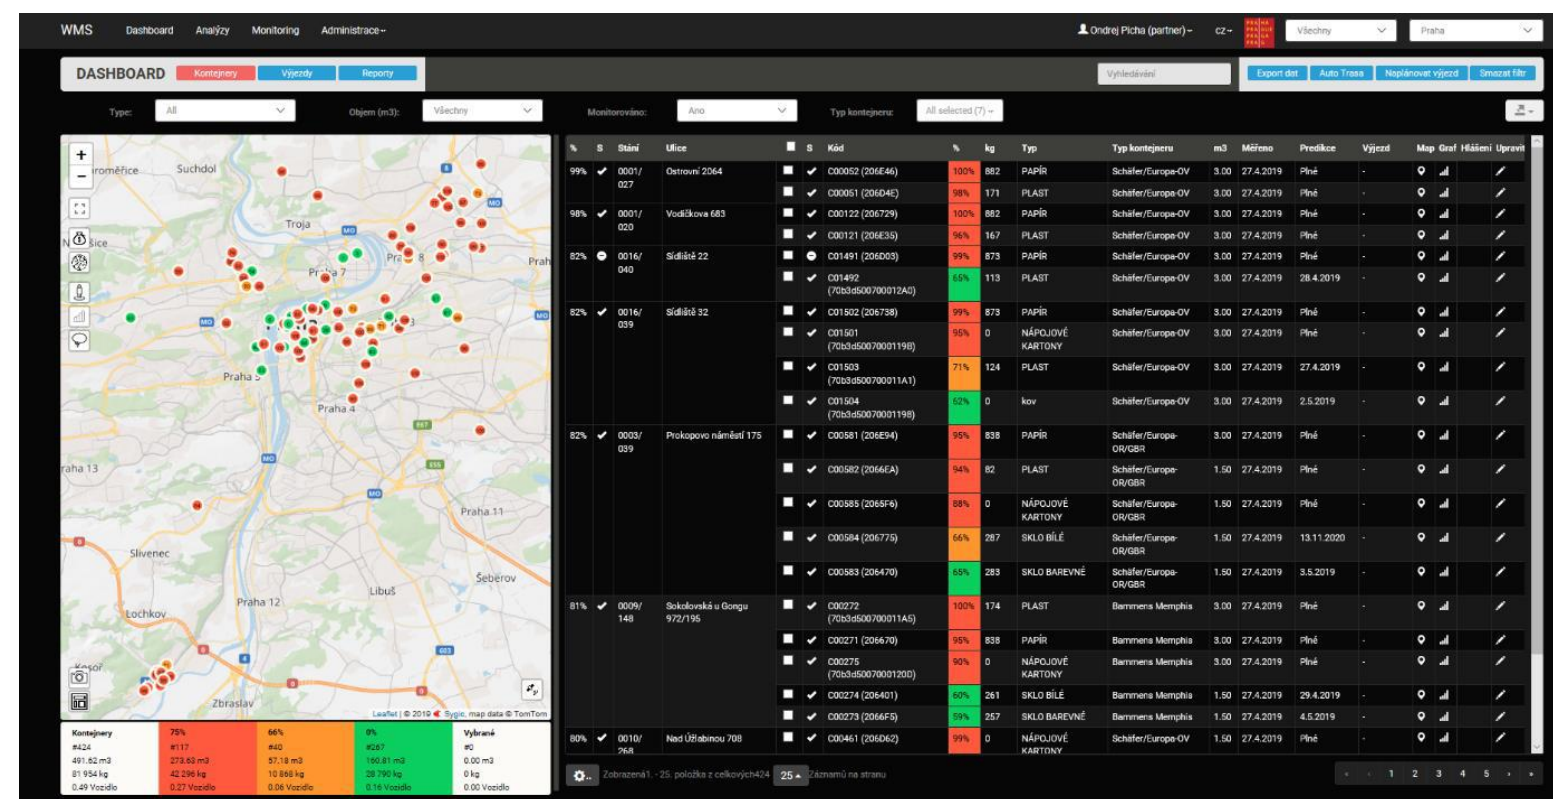 WMS Dashboard Analýzy Monitoring Administrace Ondrej Picha (partner) CZ Všechny Praha
DASHBOARD Kontejnery Výjezdy Reporty Vyhledávání Export dat Auto Trasa Naplánovat výjezd Smazat filtr
Type: All Objem (m3): Všechny Monitorováno: Ano Typ kontejneru: All selected (7)
+
−
Suchdol
Troja
MO
Praha 5
Praha 4
Praha 11
Slivenec
Libuš
Šeberov
Praha 12
Lochkov
Zbraslav
Leaflet | © 2019 Sygic, map data © TomTom
Kontejnery 75% 66% 0% Vybrané
#424 #117 #40 #267 #0
491.62 m3 273.63 m3 57.18 m3 160.81 m3 0.00 m3
81 954 kg 42 296 kg 10 868 kg 28 790 kg 0 kg
0.49 Vozidlo 0.27 Vozidlo 0.06 Vozidlo 0.16 Vozidlo 0.00 Vozidlo
% S Stání Ulice S Kód % kg Typ Typ kontejneru m3 Měřeno Predikce Výjezd Map Graf Hlášení Upravit
99% 0001/ Ostrovní 2064 C00052 (206E46) 100% 882 PAPÍR Schäfer/Europa-OV 3.00 27.4.2019 Plné -
027 C00051 (206D4E) 98% 171 PLAST Schäfer/Europa-OV 3.00 27.4.2019 Plné -
98% 0001/ Vodičkova 683 C00122 (206729) 100% 882 PAPÍR Schäfer/Europa-OV 3.00 27.4.2019 Plné -
020 C00121 (206E35) 96% 167 PLAST Schäfer/Europa-OV 3.00 27.4.2019 Plné -
82% 0016/ Sídliště 22 C01491 (206D03) 99% 873 PAPÍR Schäfer/Europa-OV 3.00 27.4.2019 Plné -
040 C01492 65% 113 PLAST Schäfer/Europa-OV 3.00 27.4.2019 28.4.2019 -
(70b3d500700012A0)
82% 0016/ Sídliště 32 C01502 (206738) 99% 873 PAPÍR Schäfer/Europa-OV 3.00 27.4.2019 Plné -
039 C01501 95% 0 NÁPOJOVÉ Schäfer/Europa-OV 3.00 27.4.2019 Plné -
(70b3d5007000119B) KARTONY
C01503 71% 124 PLAST Schäfer/Europa-OV 3.00 27.4.2019 27.4.2019 -
(70b3d500700011A1)
C01504 62% 0 kov Schäfer/Europa-OV 3.00 27.4.2019 2.5.2019 -
(70b3d50070001198)
82% 0003/ Prokopovo náměstí 175 C00581 (206E94) 95% 838 PAPÍR Schäfer/Europa- 3.00 27.4.2019 Plné -
039 OR/GBR
C00582 (2066EA) 94% 82 PLAST Schäfer/Europa- 1.50 27.4.2019 Plné -
OR/GBR
C00585 (2065F6) 88% 0 NÁPOJOVÉ Schäfer/Europa- 1.50 27.4.2019 Plné -
KARTONY OR/GBR
C00584 (206775) 66% 287 SKLO BÍLÉ Schäfer/Europa- 1.50 27.4.2019 13.11.2020 -
OR/GBR
C00583 (206470) 65% 283 SKLO BAREVNÉ Schäfer/Europa- 1.50 27.4.2019 3.5.2019 -
OR/GBR
81% 0009/ Sokolovská u Gongu C00272 100% 174 PLAST Bammens Memphis 3.00 27.4.2019 Plné -
148 972/195 (70b3d500700011A5)
C00271 (206670) 95% 838 PAPÍR Bammens Memphis 3.00 27.4.2019 Plné -
C00275 90% 0 NÁPOJOVÉ Bammens Memphis 3.00 27.4.2019 Plné -
(70b3d5007000120D) KARTONY
C00274 (206401) 60% 261 SKLO BÍLÉ Bammens Memphis 1.50 27.4.2019 29.4.2019 -
C00273 (2066F5) 59% 257 SKLO BAREVNÉ Bammens Memphis 1.50 27.4.2019 4.5.2019 -
80% 0010/ Nad Úžlabinou 708 C00461 (206D62) 99% 0 NÁPOJOVÉ Schäfer/Europa-OV 3.00 27.4.2019 Plné -
268 KARTONY
Zobrazená1. - 25. položka z celkových424 25 Záznamů na stranu 1 2 3 4 5